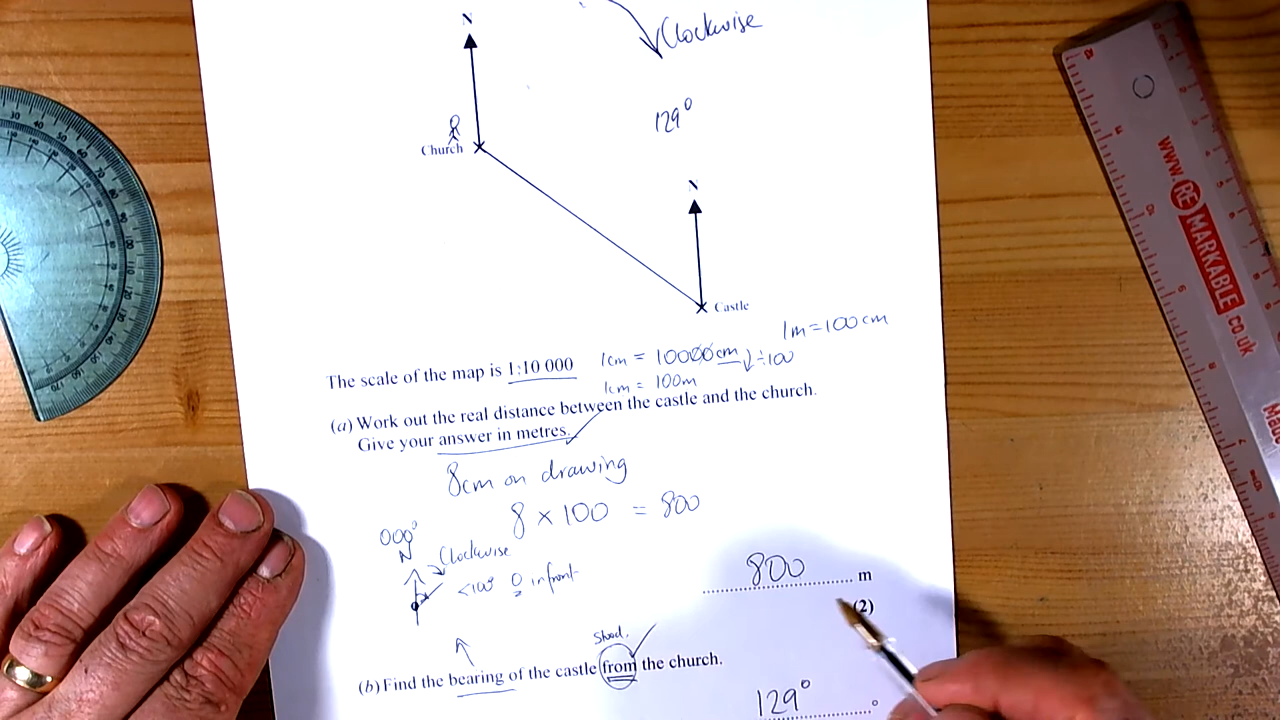 N
Clockwise
129°
Church
N
Castle
1m = 100cm
The scale of the map is 1:10 000
1cm = 10000cm ÷100
1cm = 100m
(a) Work out the real distance between the castle and the church.
Give your answer in metres.
8cm on drawing
8 × 100 = 800
000°
N
Clockwise
<100° 0 infront
800 m
(2)
Stood.
(b) Find the bearing of the castle from the church.
129° °
www.REMARKABLE.co.uk